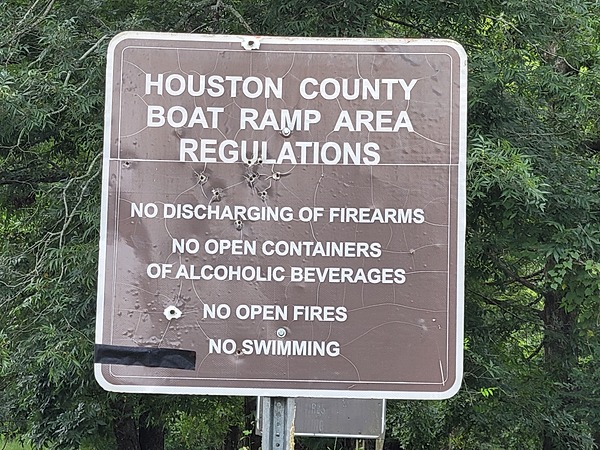 HOUSTON COUNTY
BOAT RAMP AREA
REGULATIONS
NO DISCHARGING OF FIREARMS
NO OPEN CONTAINERS
OF ALCOHOLIC BEVERAGES
NO OPEN FIRES
NO SWIMMING